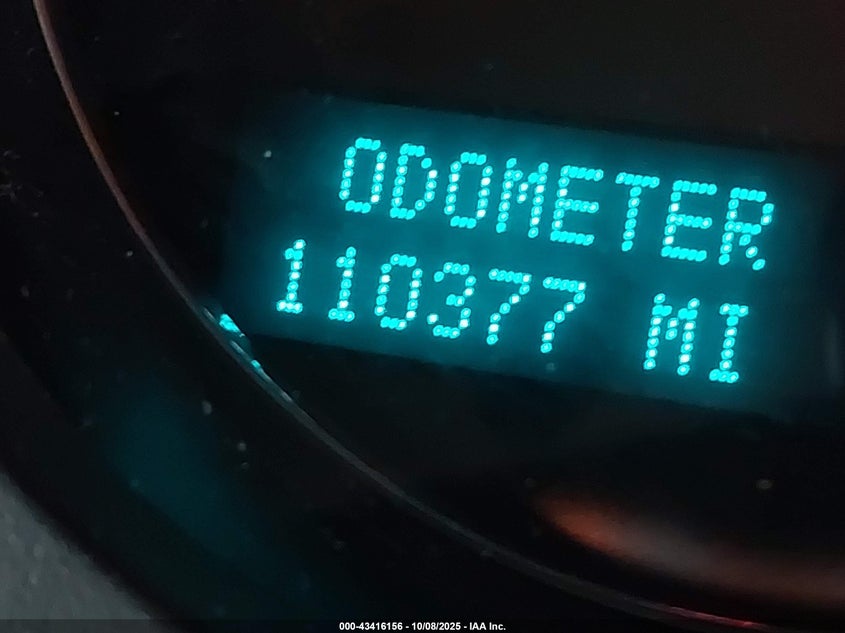 ODOMETER
110377 MI
000-43416156 - 10/08/2025 - IAA Inc.